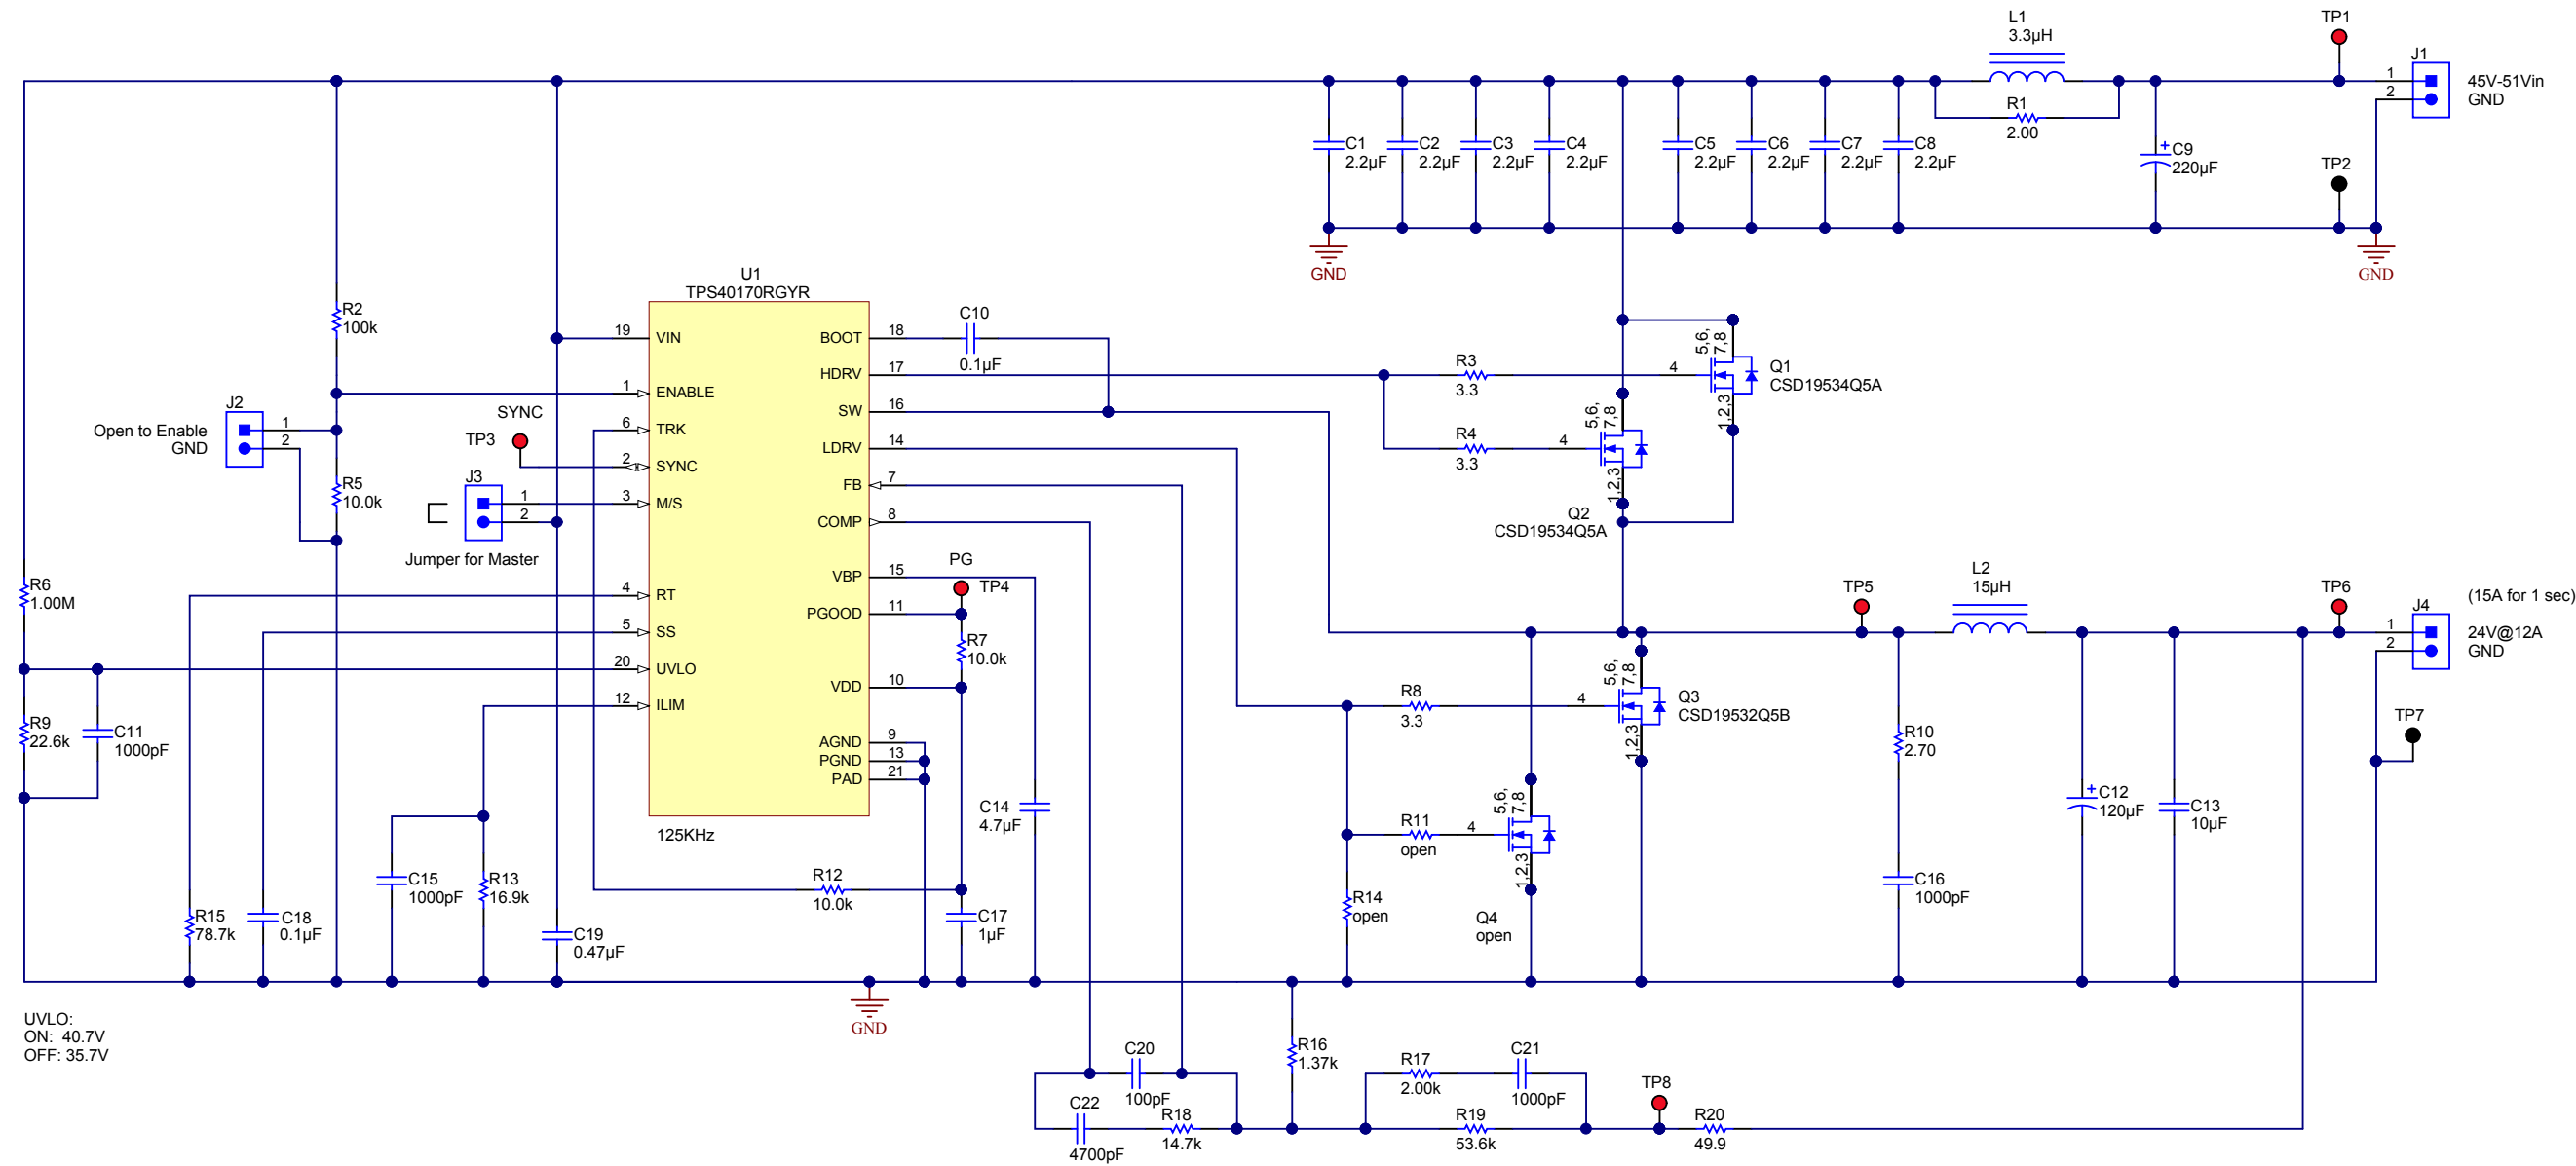 L1
3.3µH
TP1
J1
1
2
45V-51Vin
GND
R1
2.00
C1
2.2µF
C2
2.2µF
C3
2.2µF
C4
2.2µF
C5
2.2µF
C6
2.2µF
C7
2.2µF
C8
2.2µF
+
C9
220µF
TP2
GND
GND
U1
TPS40170RGYR
R2
100k
19
VIN
1
ENABLE
6
TRK
2
SYNC
3
M/S
4
RT
5
SS
20
UVLO
12
ILIM
BOOT
18
HDRV
17
SW
16
LDRV
14
FB
7
COMP
8
VBP
15
PGOOD
11
VDD
10
AGND
9
PGND
13
PAD
21
125KHz
C10
0.1µF
R3
3.3
4
5,6,
7,8
1,2,3
Q1
CSD19534Q5A
R4
3.3
4
5,6,
7,8
1,2,3
Q2
CSD19534Q5A
J2
1
2
Open to Enable
GND
R5
10.0k
SYNC
TP3
J3
1
2
Jumper for Master
PG
TP4
R7
10.0k
R6
1.00M
R9
22.6k
C11
1000pF
TP5
L2
15µH
TP6
J4
1
2
(15A for 1 sec)
24V@12A
GND
TP7
R8
3.3
4
5,6,
7,8
1,2,3
Q3
CSD19532Q5B
R10
2.70
+
C12
120µF
C13
10µF
C14
4.7µF
R11
open
4
5,6,
7,8
1,2,3
Q4
open
R14
open
C16
1000pF
R12
10.0k
C17
1µF
C15
1000pF
R13
16.9k
R15
78.7k
C18
0.1µF
C19
0.47µF
GND
UVLO:
ON: 40.7V
OFF: 35.7V
R16
1.37k
C20
100pF
C22
4700pF
R18
14.7k
R17
2.00k
C21
1000pF
R19
53.6k
TP8
R20
49.9